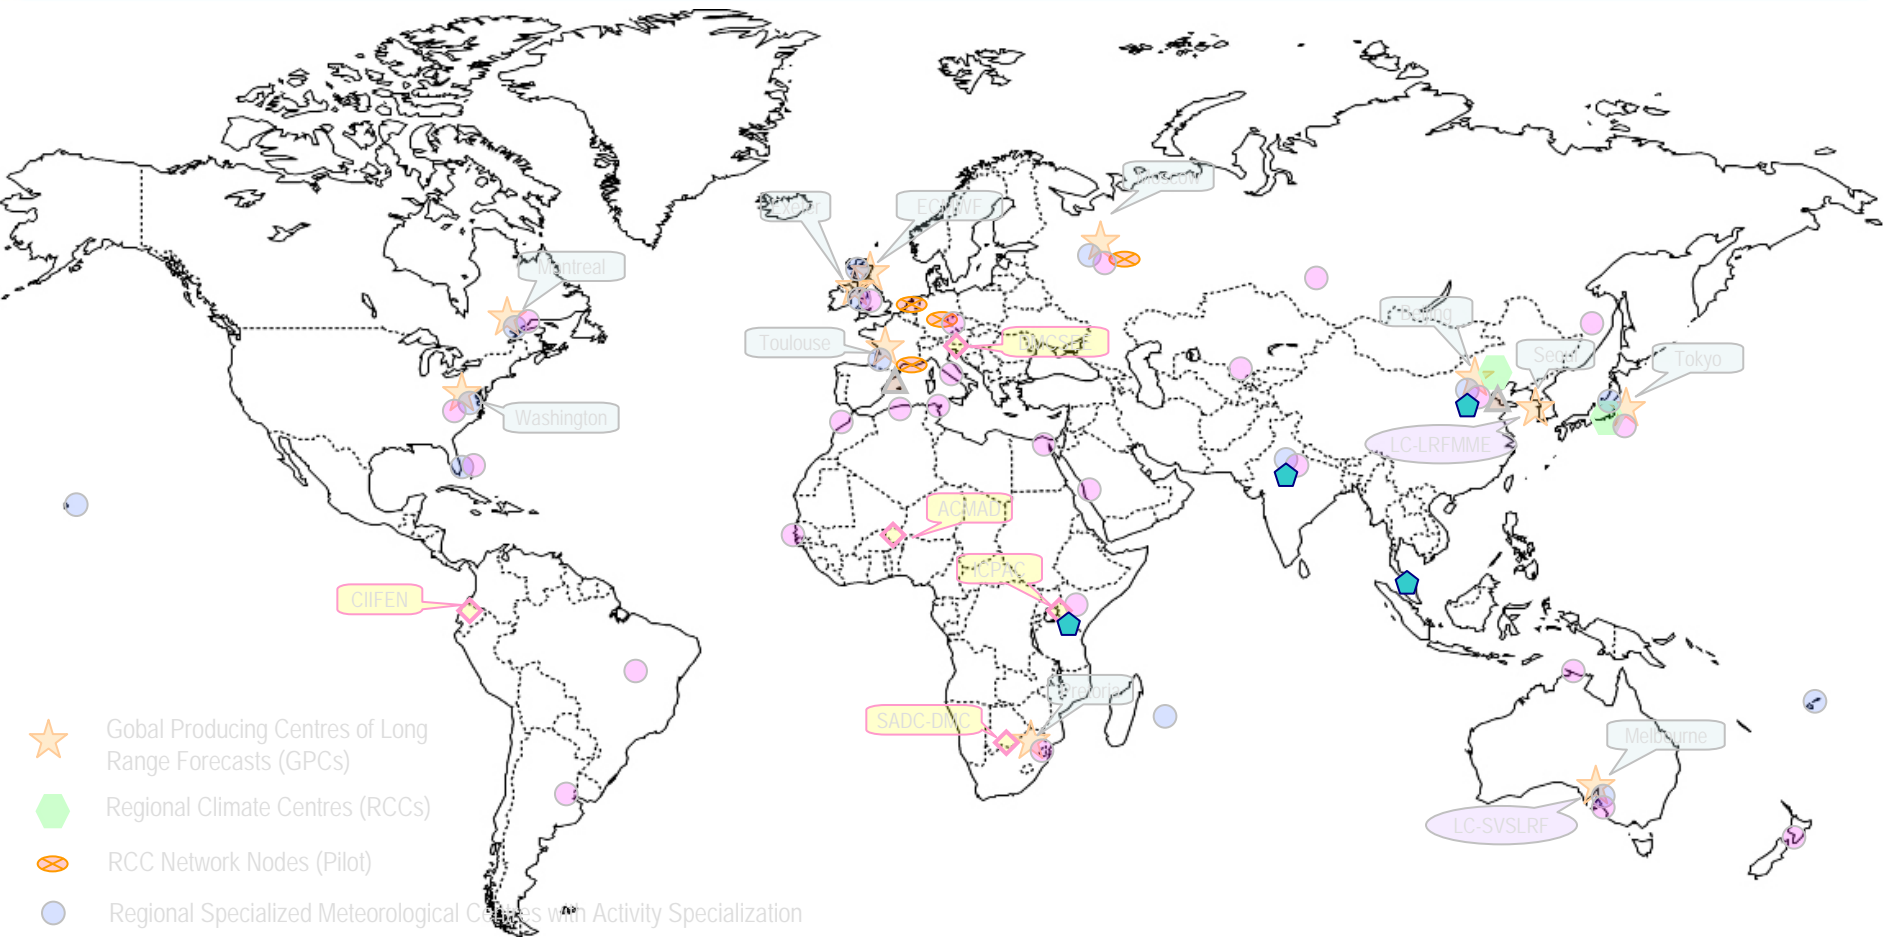 Moscow
Exeter
ECMWF
Montreal
Beijing
Toulouse
DMCSEE
Seoul
Tokyo
Washington
LC-LRFMME
ACMAD
ICPAC
CIIFEN
Pretoria
SADC-DMC
Gobal Producing Centres of Long
Range Forecasts (GPCs)
Melbourne
Regional Climate Centres (RCCs)
LC-SVSLRF
RCC Network Nodes (Pilot)
Regional Specialized Meteorological Centres with Activity Specialization